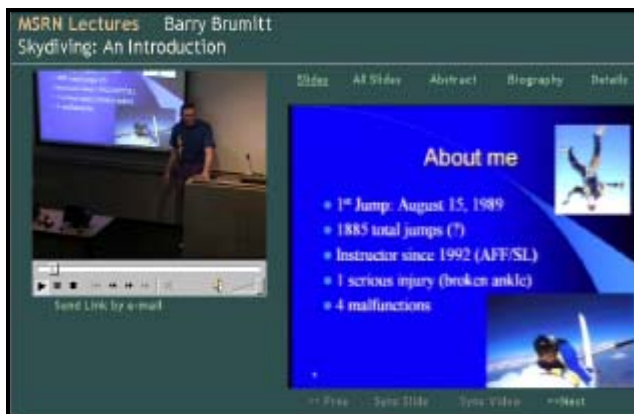 MSRN Lectures Barry Brumitt
Skydiving: An Introduction
Slides All Slides Abstract Biography Details
About me
1st Jump: August 15, 1989
1885 total jumps (?)
Instructor since 1992 (AFF/SL)
1 serious injury (broken ankle)
4 malfunctions
Send Link by e-mail
<< Prev Sync Slide Sync Video >>Next